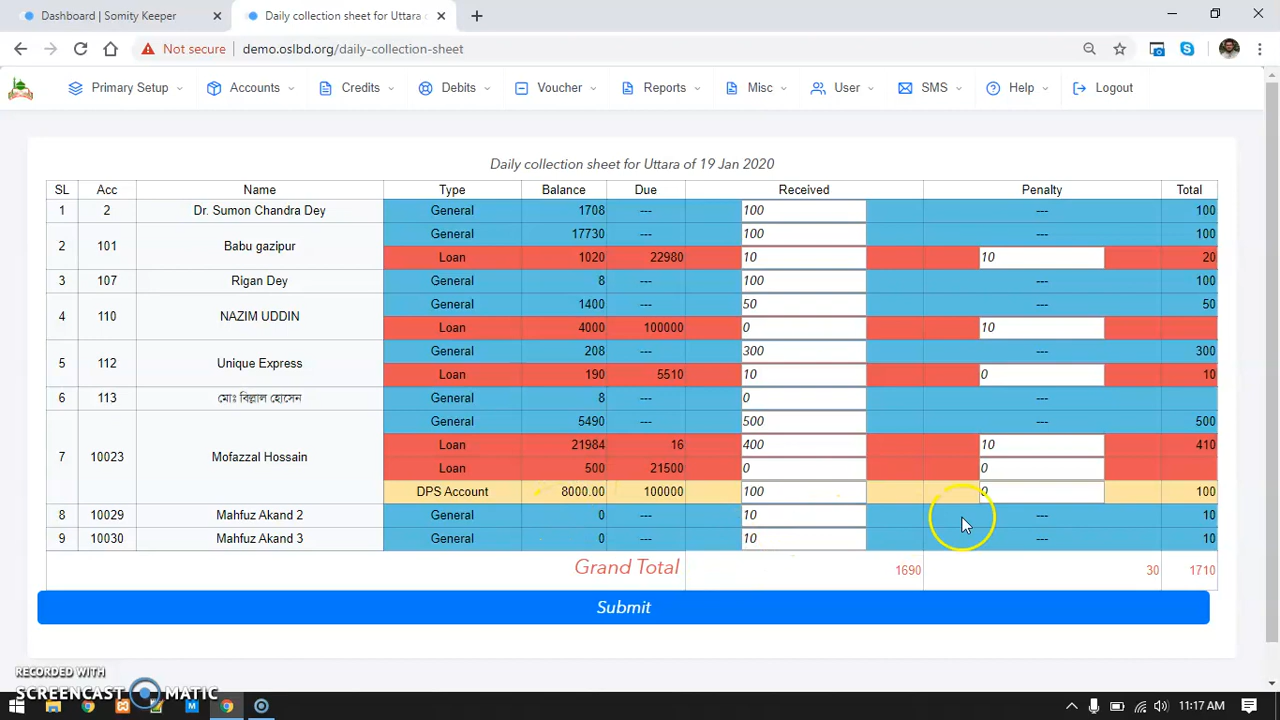 Dashboard | Somity Keeper
Daily collection sheet for Uttara
Not secure demo.oslbd.org/daily-collection-sheet
Primary Setup Accounts Credits Debits Voucher Reports Misc User SMS Help Logout
Daily collection sheet for Uttara of 19 Jan 2020
SL Acc Name Type Balance Due Received Penalty Total
1 2 Dr. Sumon Chandra Dey General 1708 --- 100 --- 100
General 17730 --- 100 --- 100
2 101 Babu gazipur
Loan 1020 22980 10 10 20
3 107 Rigan Dey General 8 --- 100 --- 100
General 1400 --- 50 --- 50
4 110 NAZIM UDDIN
Loan 4000 100000 0 10
General 208 --- 300 --- 300
5 112 Unique Express
Loan 190 5510 10 0 10
6 113 মোঃ বিল্লাল হোসেন General 8 --- 0 ---
General 5490 --- 500 --- 500
Loan 21984 16 400 10 410
7 10023 Mofazzal Hossain
Loan 500 21500 0 0
DPS Account 8000.00 100000 100 0 100
8 10029 Mahfuz Akand 2 General 0 --- 10 --- 10
9 10030 Mahfuz Akand 3 General 0 --- 10 --- 10
Grand Total 1690 30 1710
Submit
RECORDED WITH
SCREENCAST MATIC
11:17 AM